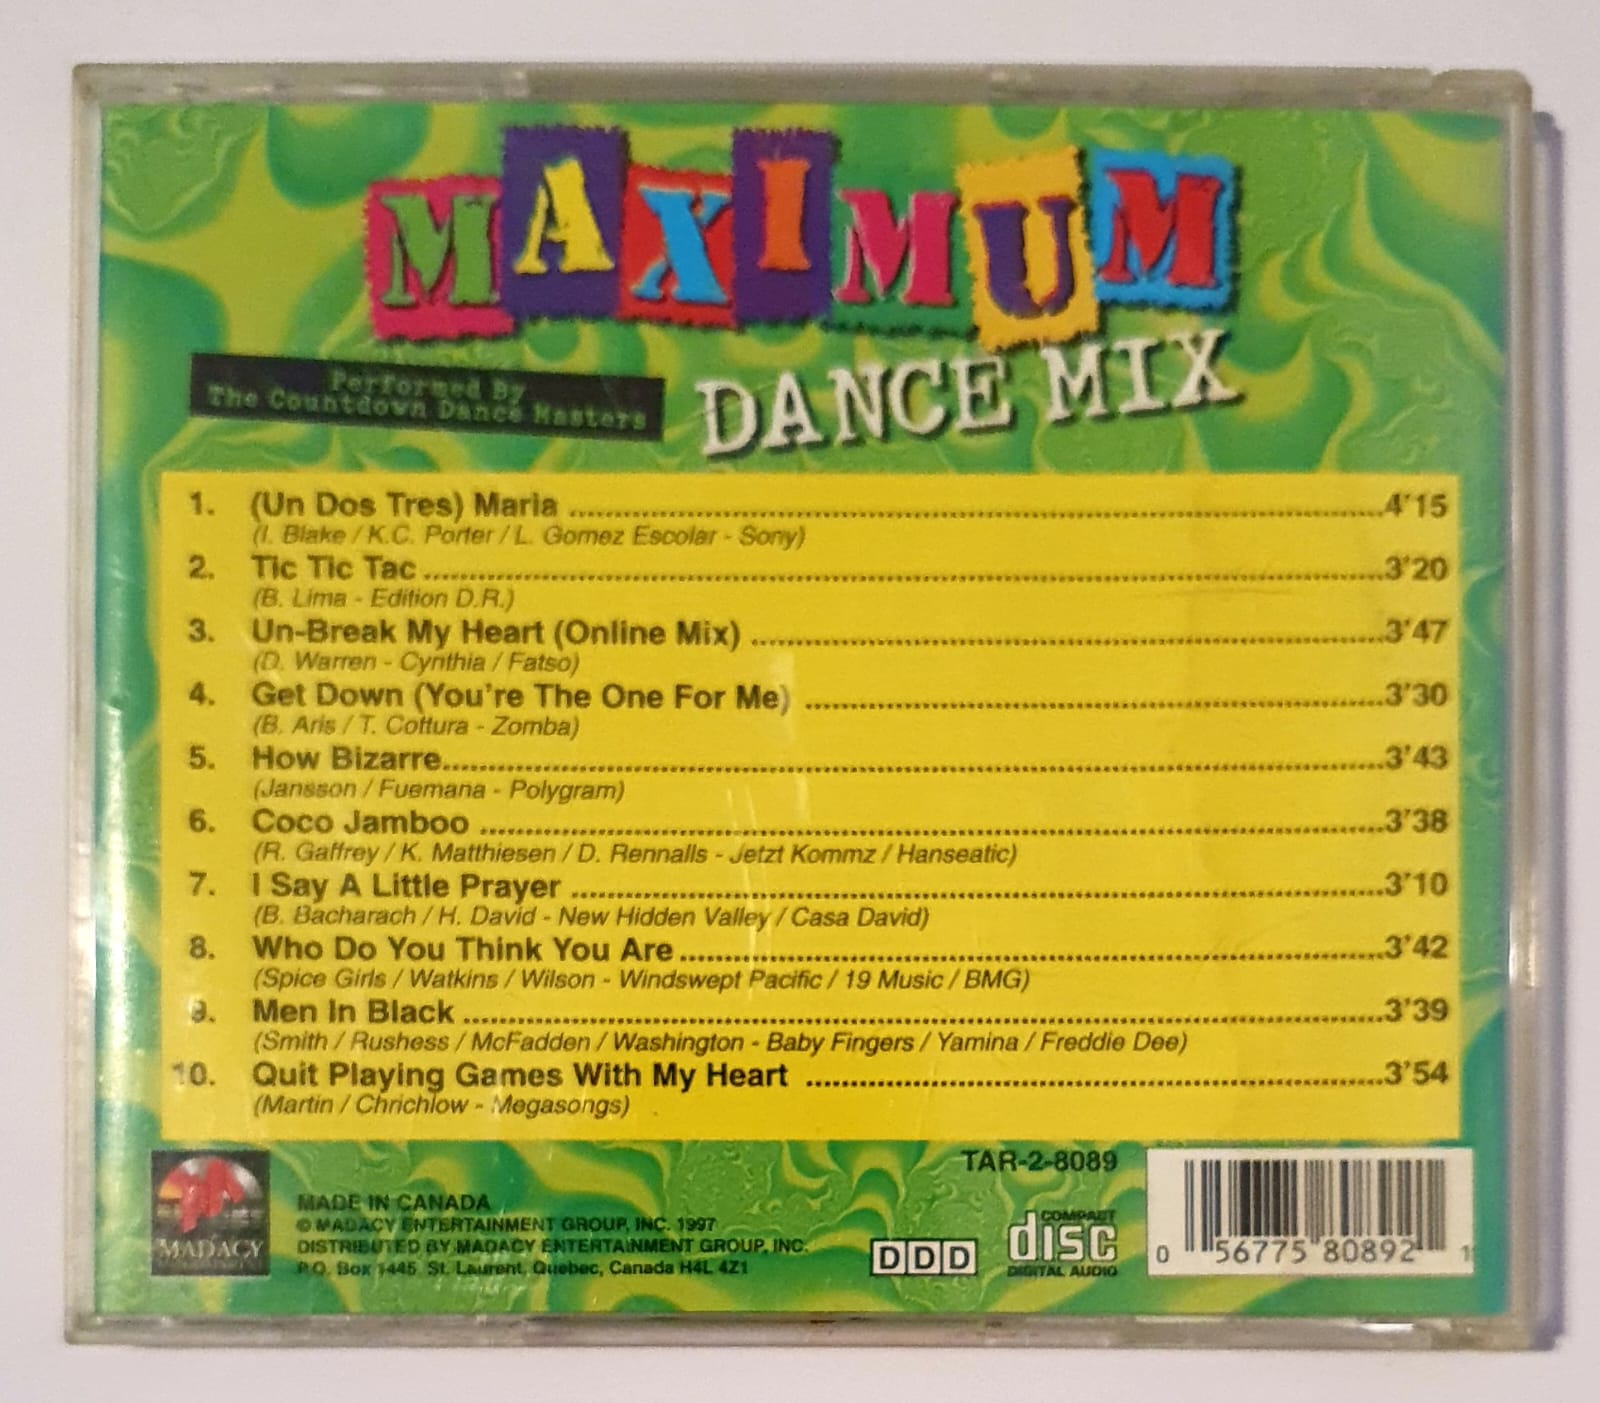 MAXIMUM
DANCE MIX
Performed By
The Countdown Dance Masters
1. (Un Dos Tres) Maria ........ 4'15
(I. Blake / K.C. Porter / L. Gomez Escolar - Sony)
2. Tic Tic Tac ........ 3'20
(B. Lima - Edition D.R.)
3. Un-Break My Heart (Online Mix) ........ 3'47
(D. Warren - Cynthia / Fatso)
4. Get Down (You're The One For Me) ........ 3'30
(B. Aris / T. Cottura - Zomba)
5. How Bizarre ........ 3'43
(Jansson / Fuemana - Polygram)
6. Coco Jamboo ........ 3'38
(R. Gaffrey / K. Matthiesen / D. Rennalls - Jetzt Kommz / Hanseatic)
7. I Say A Little Prayer ........ 3'10
(B. Bacharach / H. David - New Hidden Valley / Casa David)
8. Who Do You Think You Are ........ 3'42
(Spice Girls / Watkins / Wilson - Windswept Pacific / 19 Music / BMG)
9. Men In Black ........ 3'39
(Smith / Rushess / McFadden / Washington - Baby Fingers / Yamina / Freddie Dee)
10. Quit Playing Games With My Heart ........ 3'54
(Martin / Chrichlow - Megasongs)
MADACY
MADE IN CANADA
© MADACY ENTERTAINMENT GROUP, INC. 1997
DISTRIBUTED BY MADACY ENTERTAINMENT GROUP, INC.
P.O. Box 1445, St. Laurent, Quebec, Canada H4L 4Z1
TAR-2-8089
DDD
COMPACT
disc
DIGITAL AUDIO
0 56775 80892 1